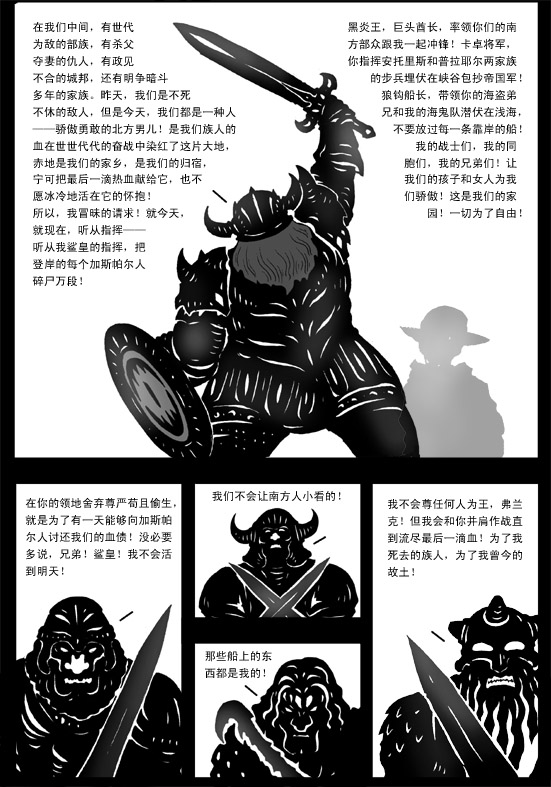 在我们中间，有世代
为敌的部族，有杀父
夺妻的仇人，有政见
不合的城邦，还有明争暗斗
多年的家族。昨天，我们是不死
不休的敌人，但是今天，我们都是一种人
——骄傲勇敢的北方男儿！是我们族人的
血在世世代代的奋战中染红了这片大地，
赤地是我们的家乡，是我们的归宿，
宁可把最后一滴热血献给它，也不
愿冰冷地活在它的怀抱！
所以，我冒昧的请求！就今天，
就现在，听从指挥——
听从我鲨皇的指挥，把
登岸的每个加斯帕尔人
碎尸万段！
黑炎王，巨头酋长，率领你们的南
方部众跟我一起冲锋！卡卓将军，
你指挥安托里斯和普拉耶尔两家族
的步兵埋伏在峡谷包抄帝国军！
狼钩船长，带领你的海盗弟
兄和我的海鬼队潜伏在浅海，
不要放过每一条靠岸的船！
我的战士们，我的同
胞们，我的兄弟们！让
我们的孩子和女人为我
们骄傲！这是我们的家
园！一切为了自由！
在你的领地舍弃尊严苟且偷生，
就是为了有一天能够向加斯帕
尔人讨还我们的血债！没必要
多说，兄弟！鲨皇！我不会活
到明天！
我们不会让南方人小看的！
那些船上的东
西都是我的！
我不会尊任何人为王，弗兰
克！但我会和你并肩作战直
到流尽最后一滴血！为了我
死去的族人，为了我曾今的
故土！